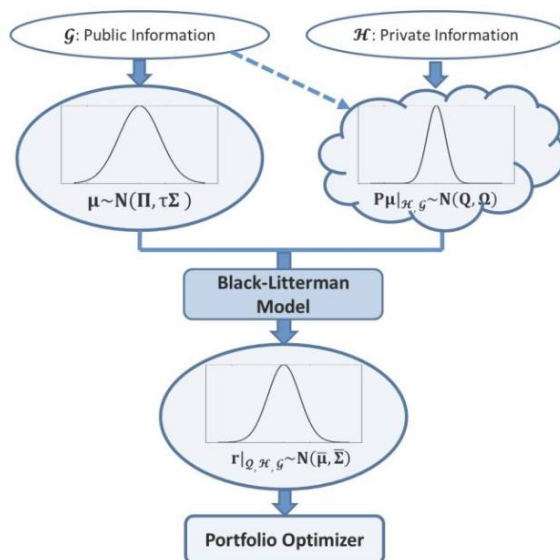 𝒢: Public Information
ℋ: Private Information
μ~N(Π, τΣ )
Pμ|ℋ,𝒢~N(Q, Ω)
Black-Litterman
Model
r|𝒬,ℋ,𝒢~N(μ̅, Σ̅)
Portfolio Optimizer